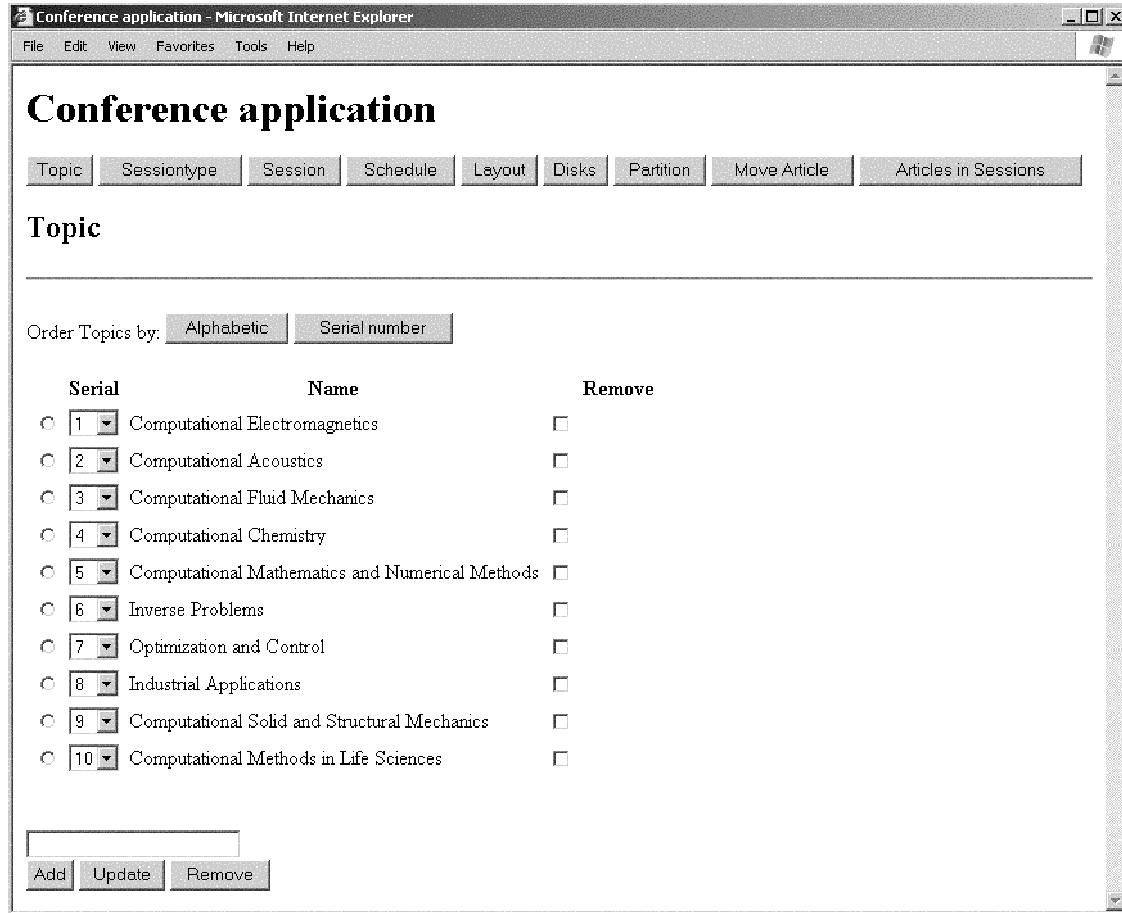 Conference application - Microsoft Internet Explorer
File Edit View Favorites Tools Help
Conference application
Topic Sessiontype Session Schedule Layout Disks Partition Move Article Articles in Sessions
Topic
Order Topics by: Alphabetic Serial number
Serial Name Remove
1 Computational Electromagnetics
2 Computational Acoustics
3 Computational Fluid Mechanics
4 Computational Chemistry
5 Computational Mathematics and Numerical Methods
6 Inverse Problems
7 Optimization and Control
8 Industrial Applications
9 Computational Solid and Structural Mechanics
10 Computational Methods in Life Sciences
Add Update Remove